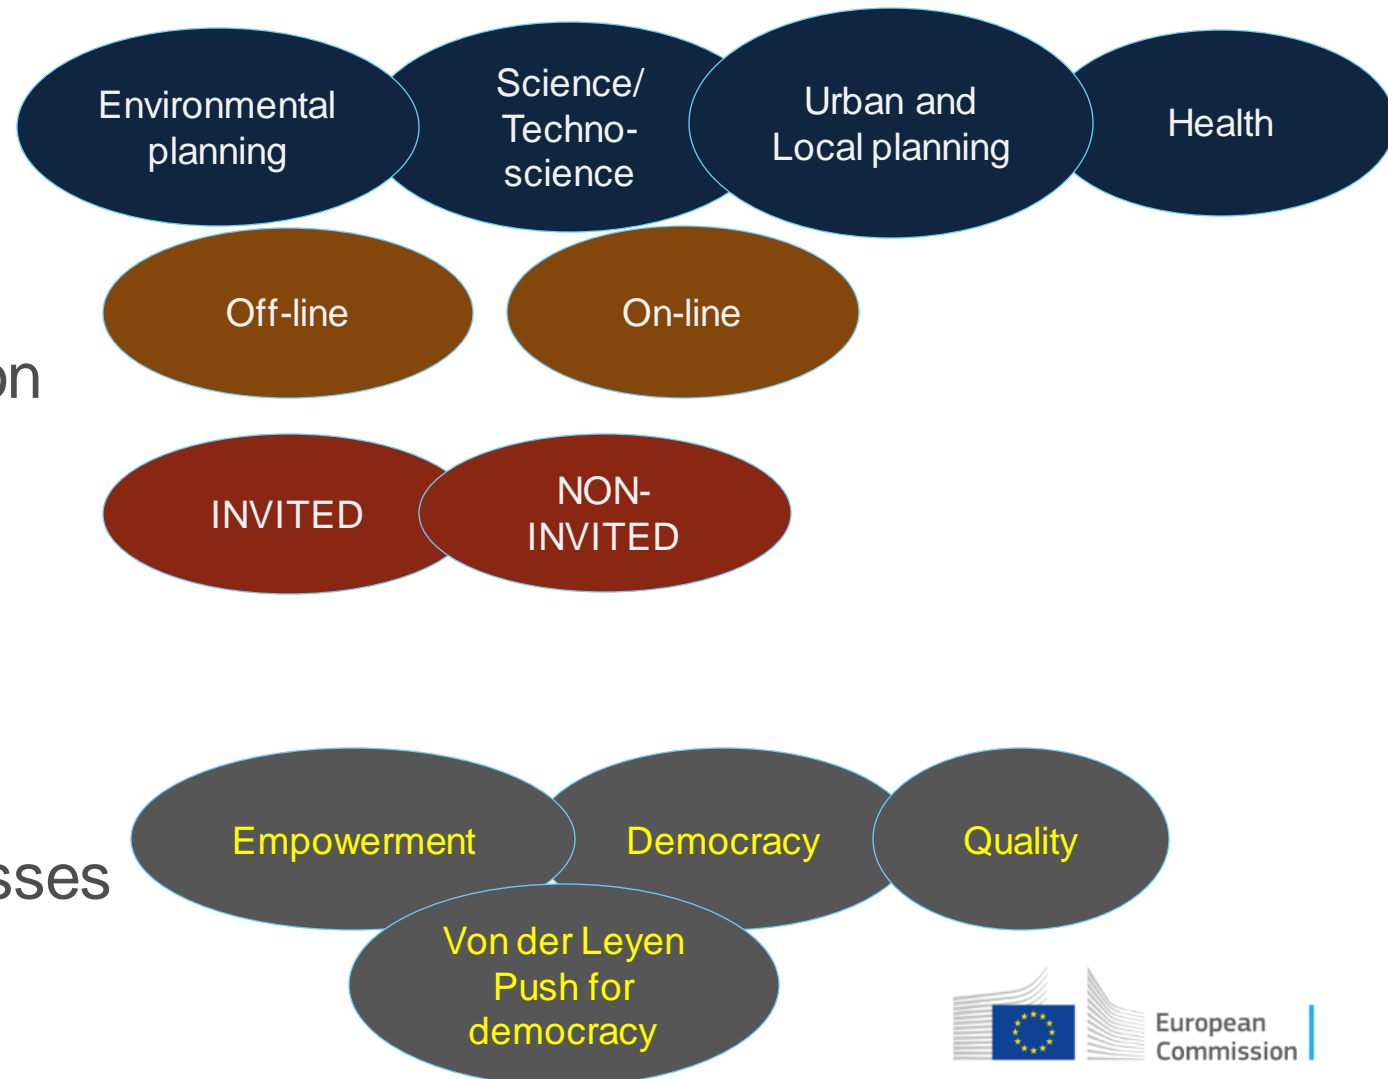 Environmental
planning
Science/
Techno-
science
Urban and
Local planning
Health
Off-line
On-line
on
INVITED
NON-
INVITED
Empowerment
Democracy
Quality
sses
Von der Leyen
Push for
democracy
European
Commission